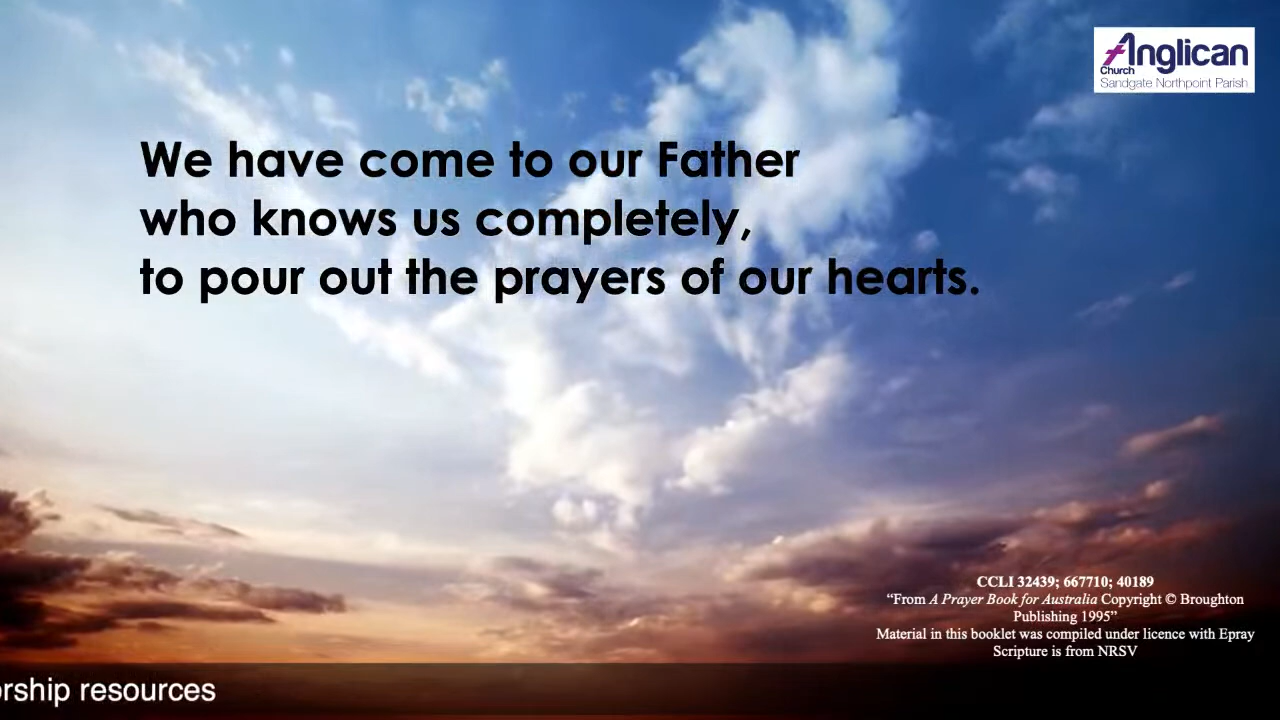 Anglican
Church
Sandgate Northpoint Parish
We have come to our Father
who knows us completely,
to pour out the prayers of our hearts.
CCLI 32439; 667710; 40189
“From A Prayer Book for Australia Copyright © Broughton
Publishing 1995”
Material in this booklet was compiled under licence with Epray
Scripture is from NRSV
rship resources